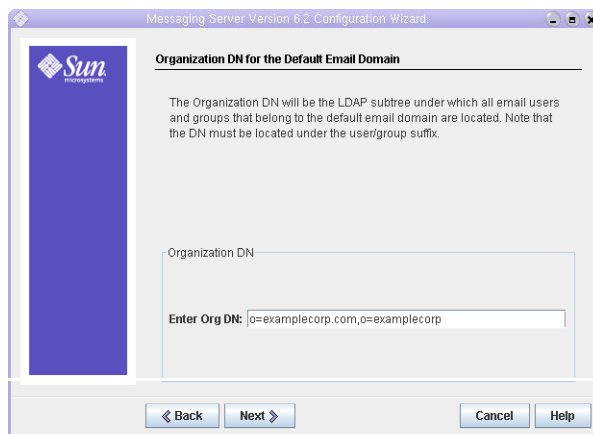 Messaging Server Version 6.2 Configuration Wizard.
Sun
microsystems
Organization DN for the Default Email Domain
The Organization DN will be the LDAP subtree under which all email users
and groups that belong to the default email domain are located. Note that
the DN must be located under the user/group suffix.
Organization DN
Enter Org DN: o=examplecorp.com,o=examplecorp
Back Next Cancel Help